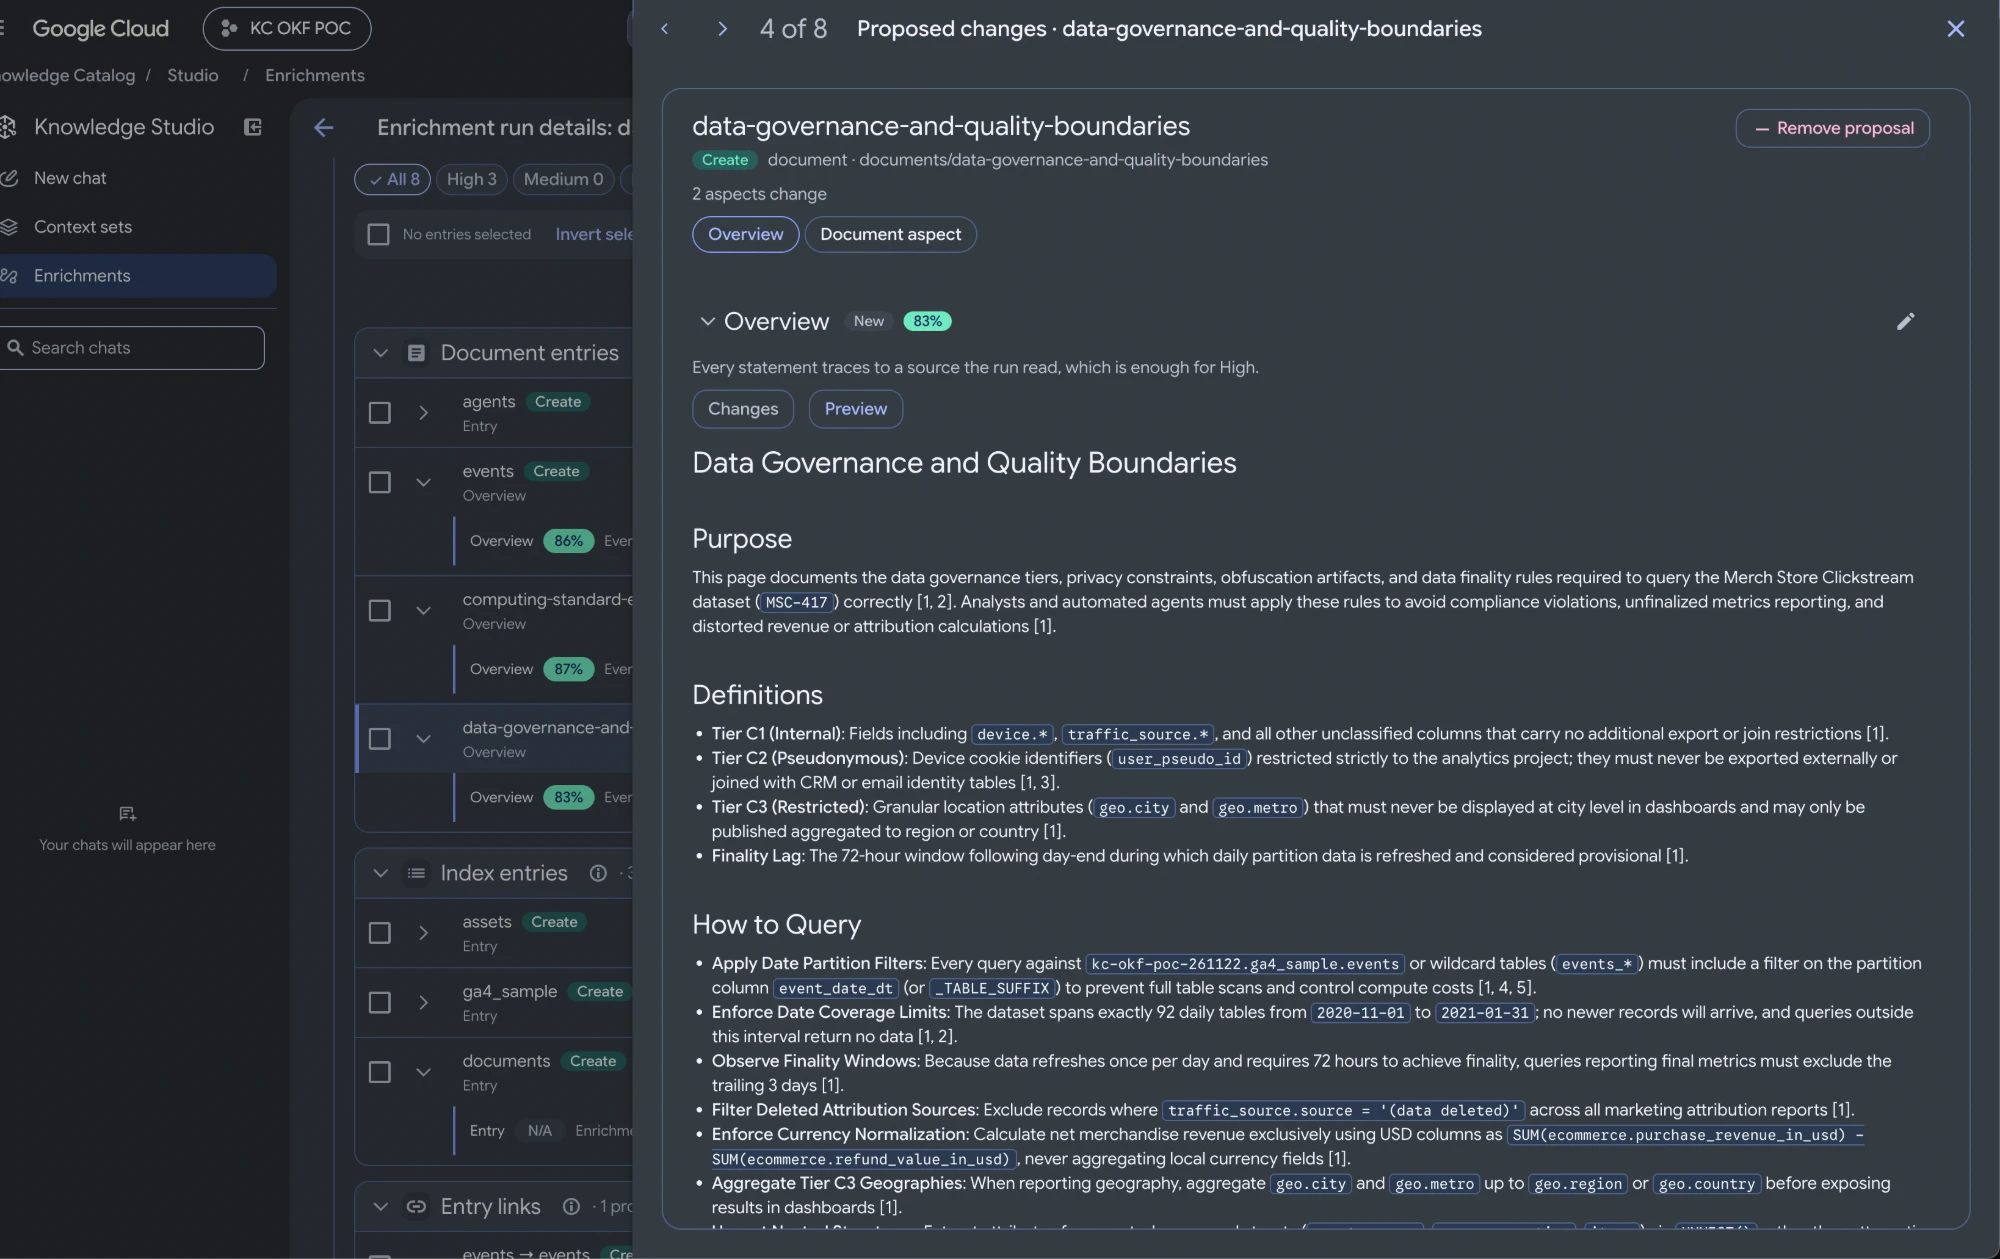 Google Cloud
KC OKF POC
4 of 8
Proposed changes · data-governance-and-quality-boundaries
Knowledge Catalog / Studio / Enrichments
Knowledge Studio
New chat
Context sets
Enrichments
Search chats
Your chats will appear here
Enrichment run details:
All 8
High 3
Medium 0
No entries selected
Invert
Document entries
agents Create
Entry
events Create
Overview
Overview 86%
computing-standard-
Overview
Overview 87%
data-governance-and-
Overview
Overview 83%
Index entries
assets Create
Entry
ga4_sample Create
Entry
documents Create
Entry
Entry N/A
Entry links · 1
events → events
data-governance-and-quality-boundaries
— Remove proposal
Create document · documents/data-governance-and-quality-boundaries
2 aspects change
Overview
Document aspect
Overview New 83%
Every statement traces to a source the run read, which is enough for High.
Changes
Preview
Data Governance and Quality Boundaries
Purpose
This page documents the data governance tiers, privacy constraints, obfuscation artifacts, and data finality rules required to query the Merch Store Clickstream
dataset (MSC-417) correctly [1, 2]. Analysts and automated agents must apply these rules to avoid compliance violations, unfinalized metrics reporting, and
distorted revenue or attribution calculations [1].
Definitions
• Tier C1 (Internal): Fields including device.*, traffic_source.*, and all other unclassified columns that carry no additional export or join restrictions [1].
• Tier C2 (Pseudonymous): Device cookie identifiers (user_pseudo_id) restricted strictly to the analytics project; they must never be exported externally or
joined with CRM or email identity tables [1, 3].
• Tier C3 (Restricted): Granular location attributes (geo.city and geo.metro) that must never be displayed at city level in dashboards and may only be
published aggregated to region or country [1].
• Finality Lag: The 72-hour window following day-end during which daily partition data is refreshed and considered provisional [1].
How to Query
• Apply Date Partition Filters: Every query against kc-okf-poc-261122.ga4_sample.events or wildcard tables (events_*) must include a filter on the partition
column event_date_dt (or _TABLE_SUFFIX) to prevent full table scans and control compute costs [1, 4, 5].
• Enforce Date Coverage Limits: The dataset spans exactly 92 daily tables from 2020-11-01 to 2021-01-31; no newer records will arrive, and queries outside
this interval return no data [1, 2].
• Observe Finality Windows: Because data refreshes once per day and requires 72 hours to achieve finality, queries reporting final metrics must exclude the
trailing 3 days [1].
• Filter Deleted Attribution Sources: Exclude records where traffic_source.source = '(data deleted)' across all marketing attribution reports [1].
• Enforce Currency Normalization: Calculate net merchandise revenue exclusively using USD columns as SUM(ecommerce.purchase_revenue_in_usd) -
SUM(ecommerce.refund_value_in_usd), never aggregating local currency fields [1].
• Aggregate Tier C3 Geographies: When reporting geography, aggregate geo.city and geo.metro up to geo.region or geo.country before exposing
results in dashboards [1].